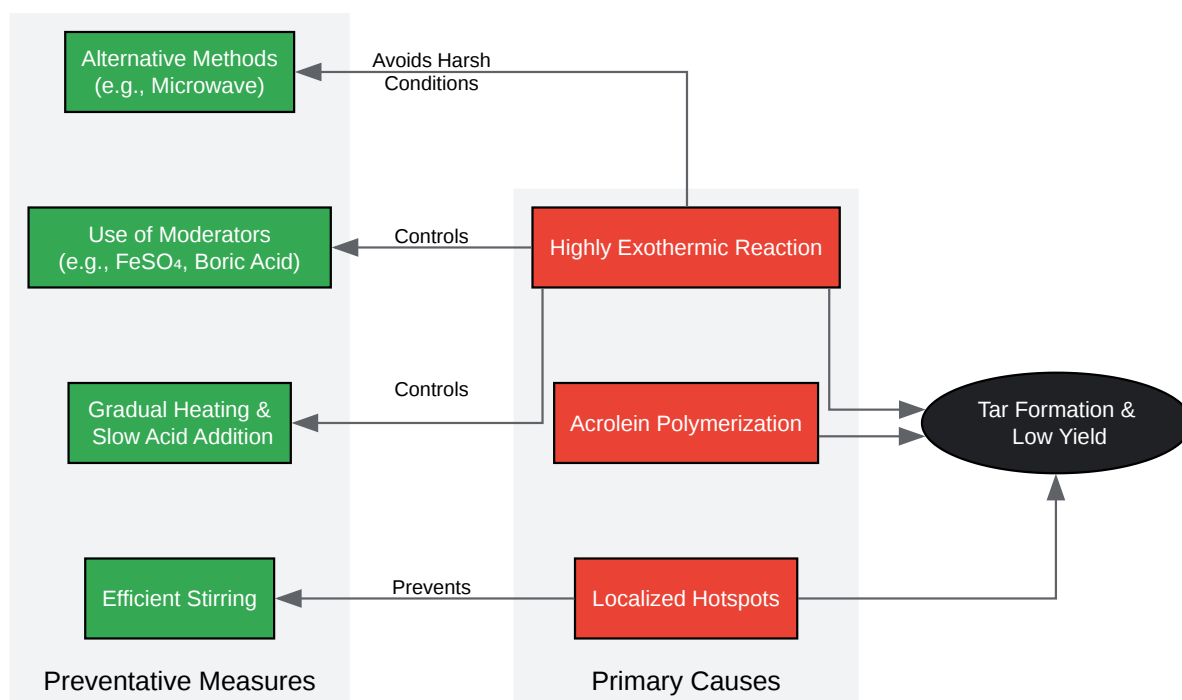 Alternative Methods
(e.g., Microwave)
Avoids Harsh
Conditions
Use of Moderators
(e.g., FeSO₄, Boric Acid)
Controls
Highly Exothermic Reaction
Gradual Heating &
Slow Acid Addition
Controls
Acrolein Polymerization
Tar Formation &
Low Yield
Efficient Stirring
Prevents
Localized Hotspots
Preventative Measures
Primary Causes